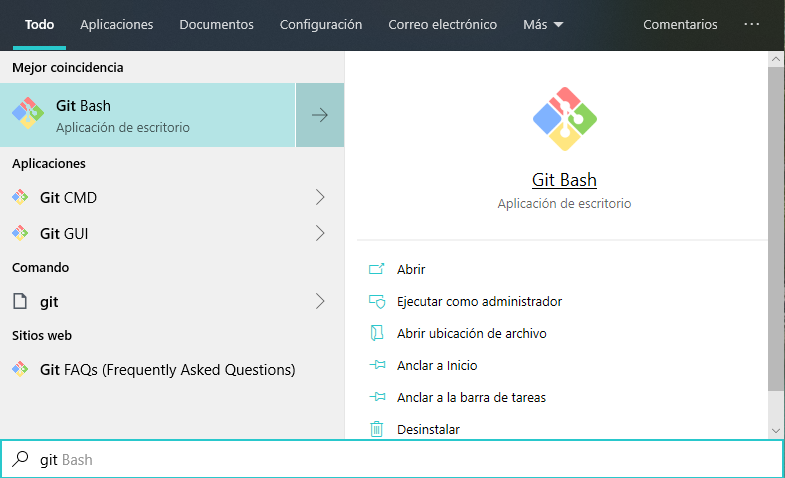 Todo Aplicaciones Documentos Configuración Correo electrónico Más Comentarios ...
Mejor coincidencia
Git Bash
Aplicación de escritorio
Aplicaciones
Git CMD
Git GUI
Comando
git
Sitios web
Git FAQs (Frequently Asked Questions)
Git Bash
Aplicación de escritorio
Abrir
Ejecutar como administrador
Abrir ubicación de archivo
Anclar a Inicio
Anclar a la barra de tareas
Desinstalar
git Bash